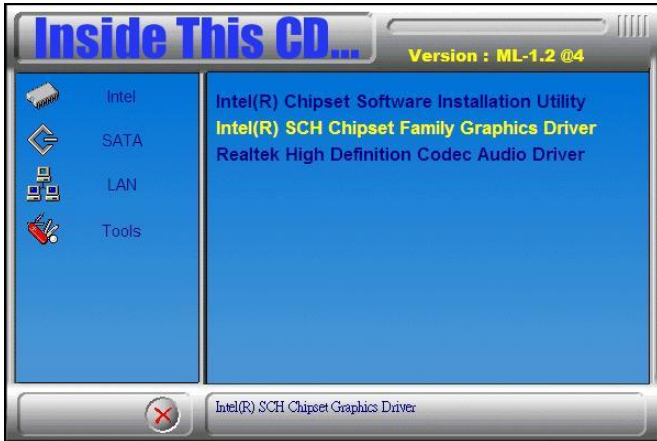 Inside This CD...
Version : ML-1.2 @4
Intel
SATA
LAN
Tools
Intel(R) Chipset Software Installation Utility
Intel(R) SCH Chipset Family Graphics Driver
Realtek High Definition Codec Audio Driver
Intel(R) SCH Chipset Graphics Driver